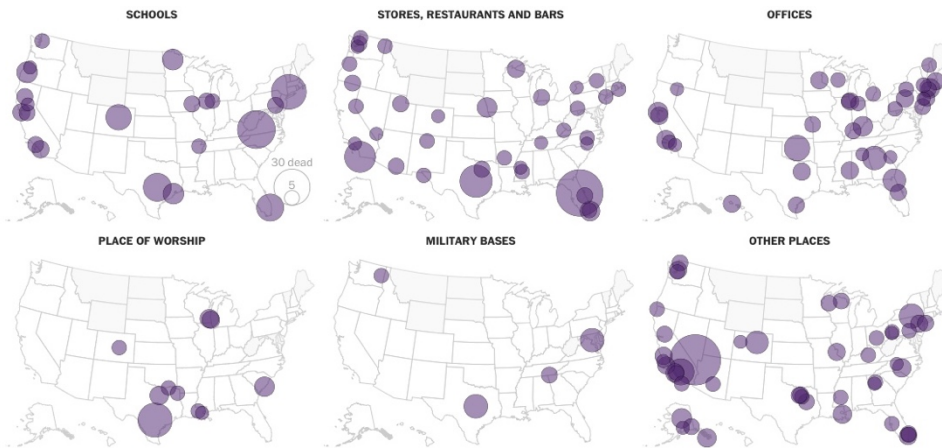 SCHOOLS
STORES, RESTAURANTS AND BARS
OFFICES
30 dead
5
PLACE OF WORSHIP
MILITARY BASES
OTHER PLACES